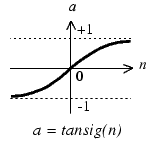 a
+1
n
0
-1
a = tansig(n)